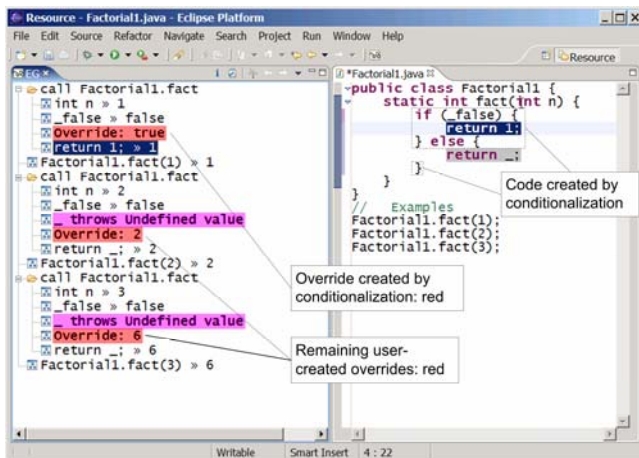 Resource - Factorial1.java - Eclipse Platform
File Edit Source Refactor Navigate Search Project Run Window Help
Resource
EG
call Factorial1.fact
int n » 1
_false » false
Override: true
return 1; » 1
Factorial1.fact(1) » 1
call Factorial1.fact
int n » 2
_false » false
_ throws Undefined value
Override: 2
return _; » 2
Factorial1.fact(2) » 2
call Factorial1.fact
int n » 3
_false » false
_ throws Undefined value
Override: 6
return _; » 6
Factorial1.fact(3) » 6
*Factorial1.java
public class Factorial1 {
static int fact(int n) {
if (_false) {
return 1;
} else {
return _;
}
}
}
// Examples
Factorial1.fact(1);
Factorial1.fact(2);
Factorial1.fact(3);
Code created by
conditionalization
Override created by
conditionalization: red
Remaining user-
created overrides: red
Writable Smart Insert 4 : 22